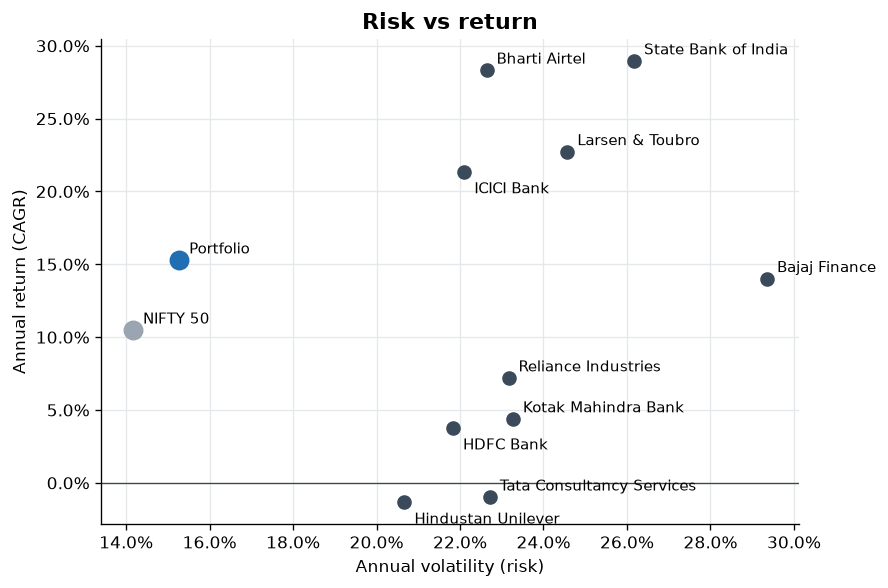 Risk vs return
30.0%
25.0%
20.0%
15.0%
10.0%
5.0%
0.0%
Annual return (CAGR)
State Bank of India
Bharti Airtel
Larsen & Toubro
ICICI Bank
Portfolio
Bajaj Finance
NIFTY 50
Reliance Industries
Kotak Mahindra Bank
HDFC Bank
Tata Consultancy Services
Hindustan Unilever
14.0% 16.0% 18.0% 20.0% 22.0% 24.0% 26.0% 28.0% 30.0%
Annual volatility (risk)